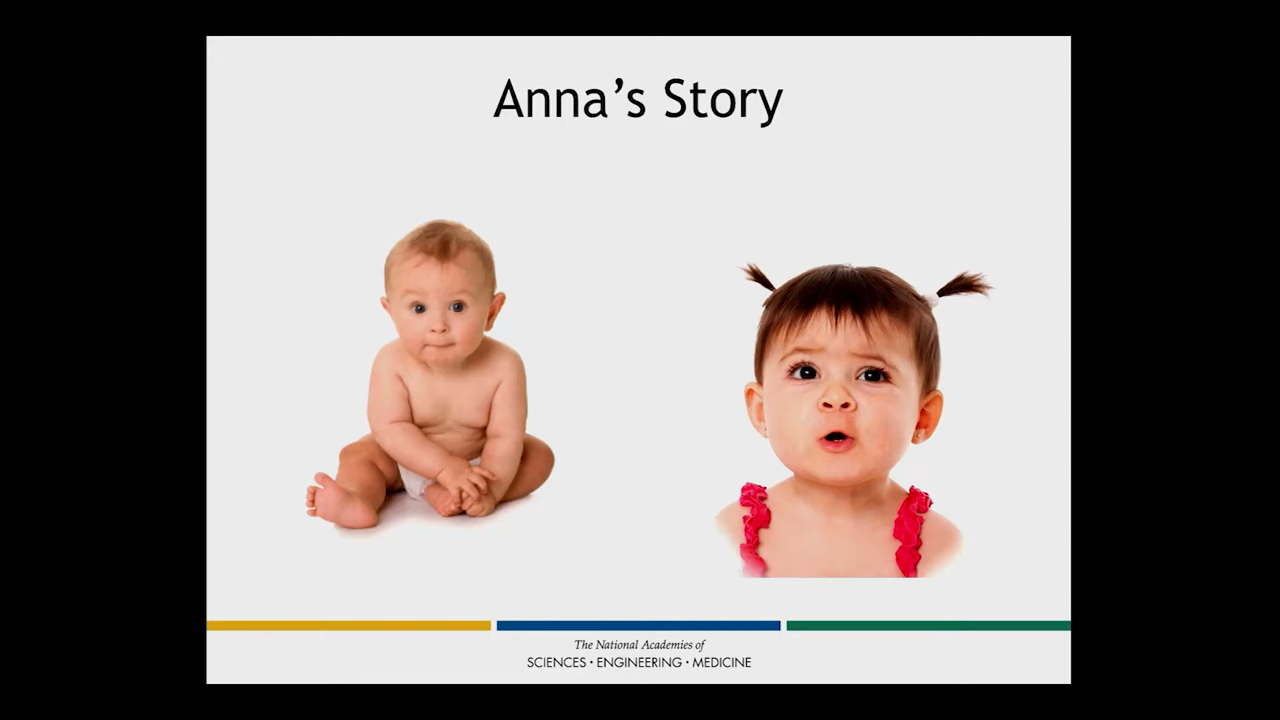 Anna's Story
The National Academies of
SCIENCES · ENGINEERING · MEDICINE